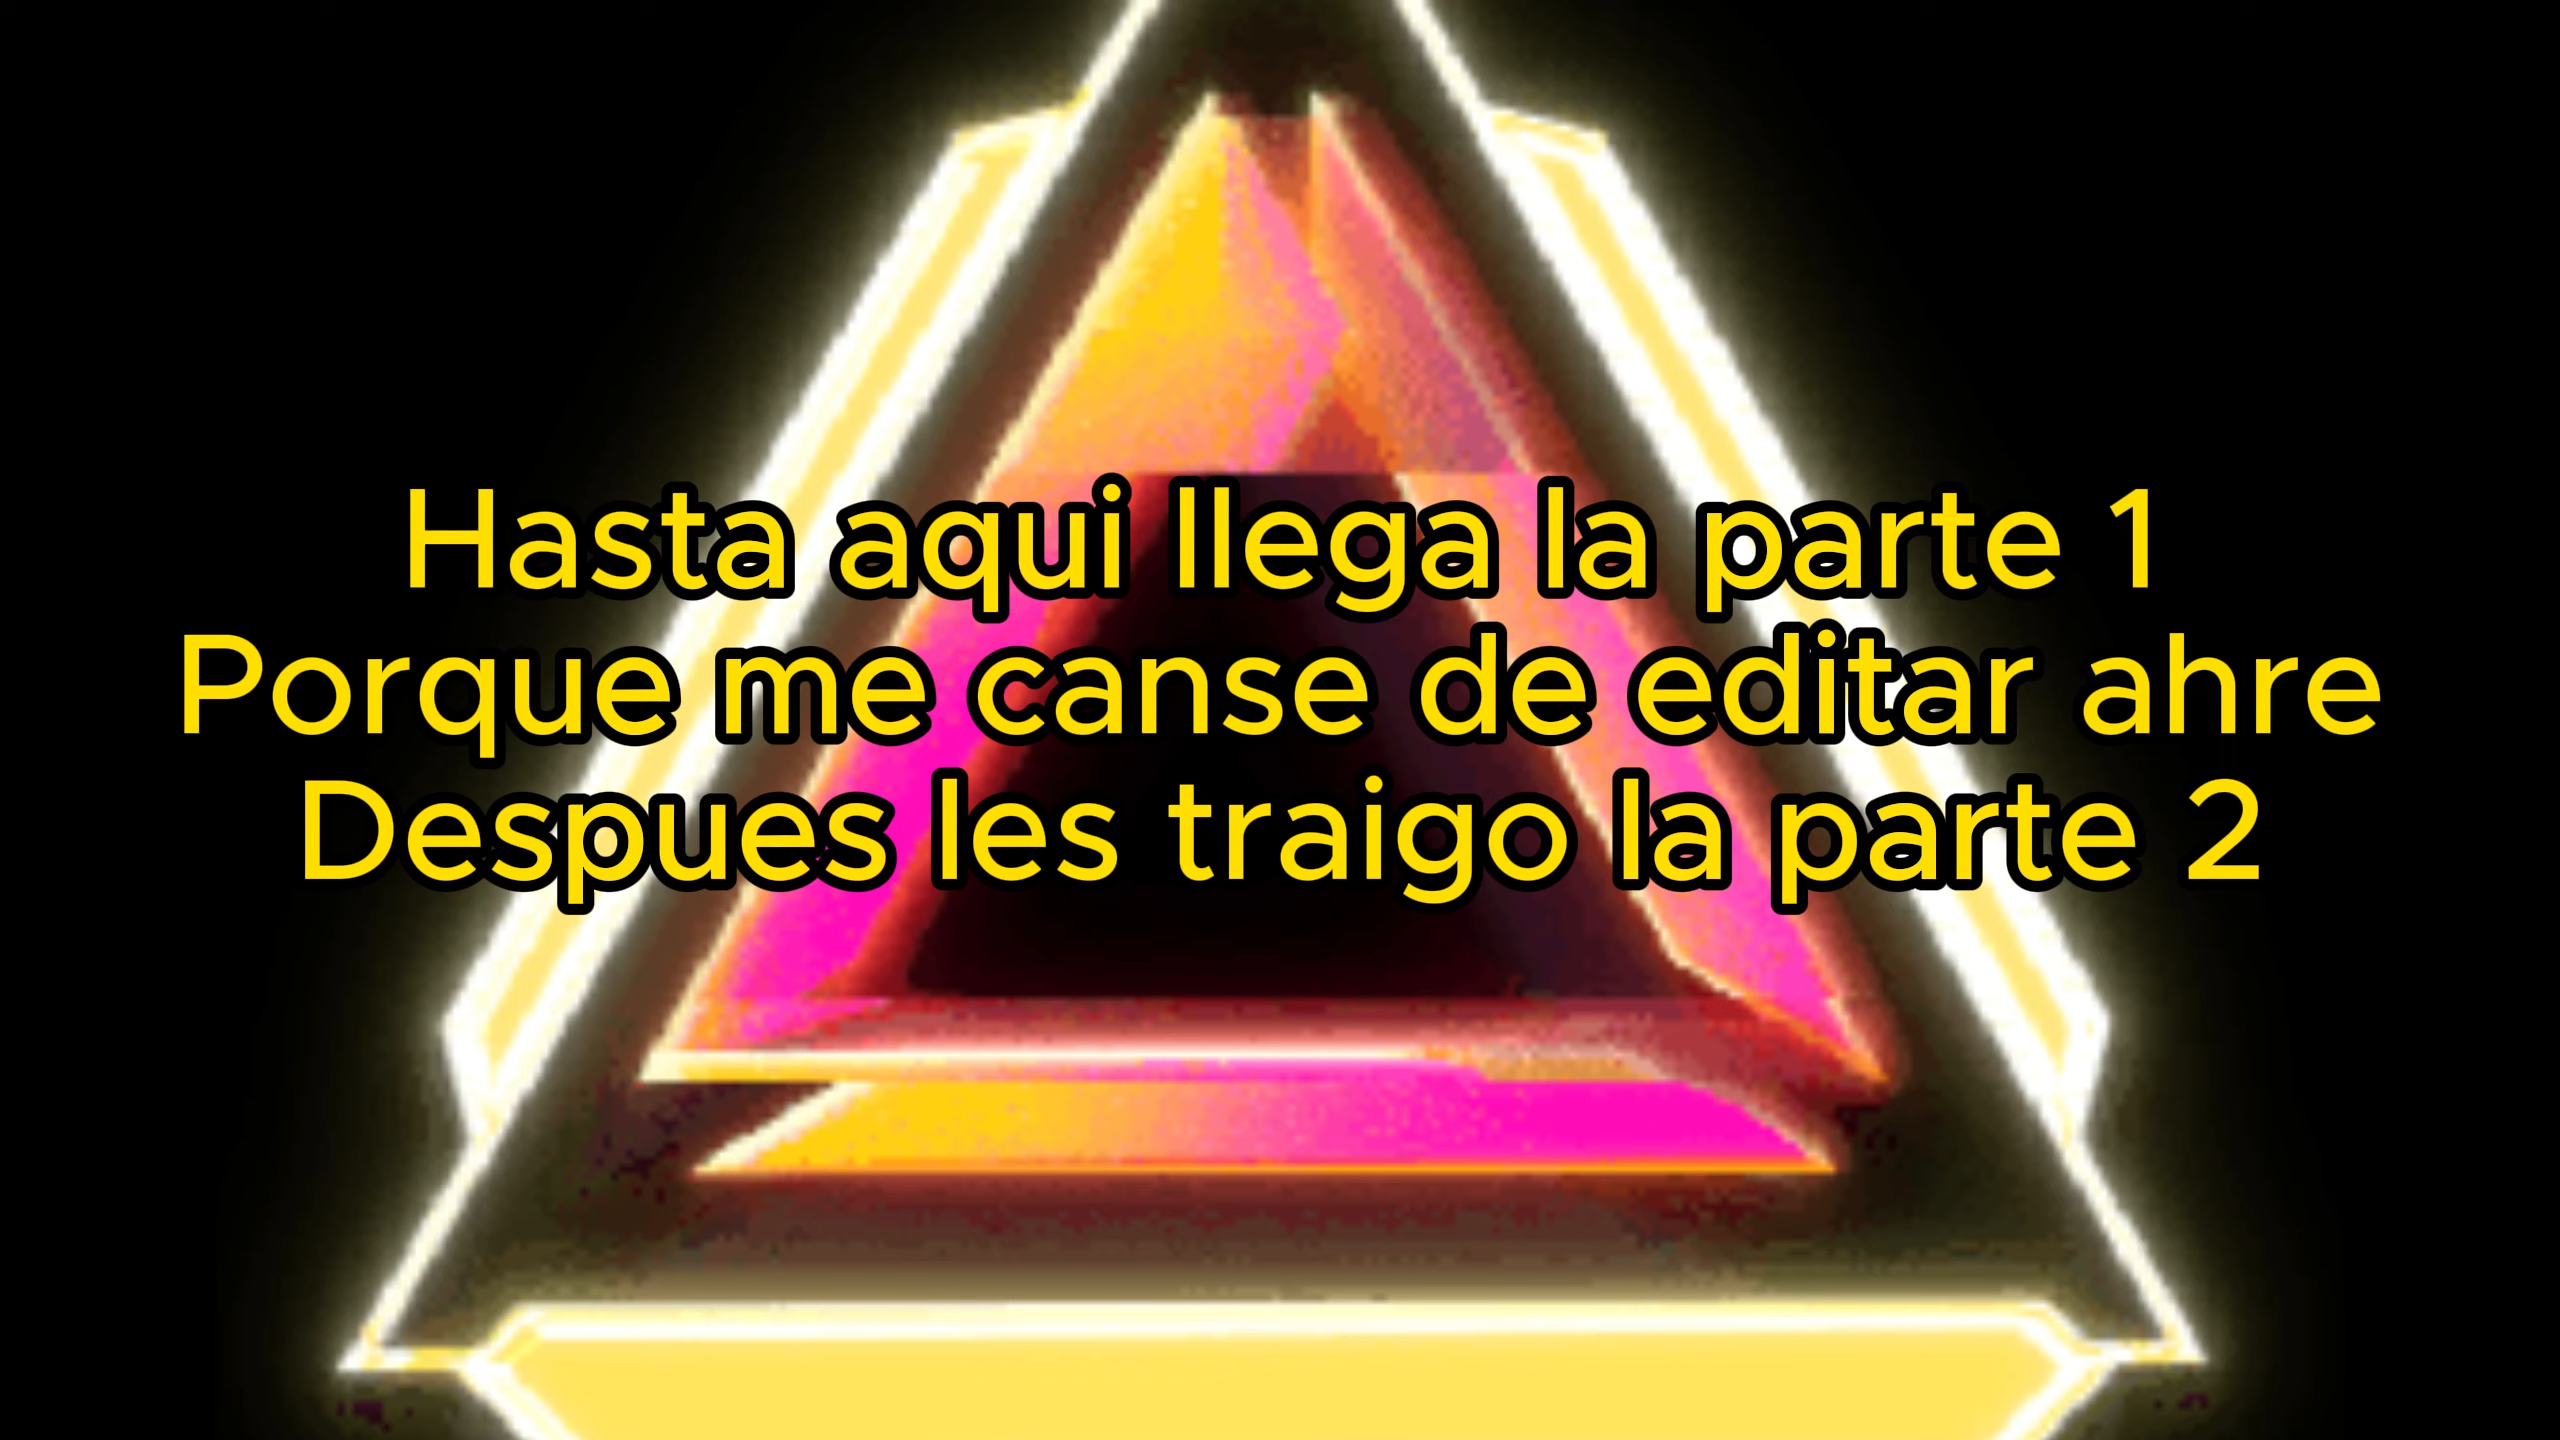 Hasta aqui llega la parte 1
Porque me canse de editar ahre
Despues les traigo la parte 2